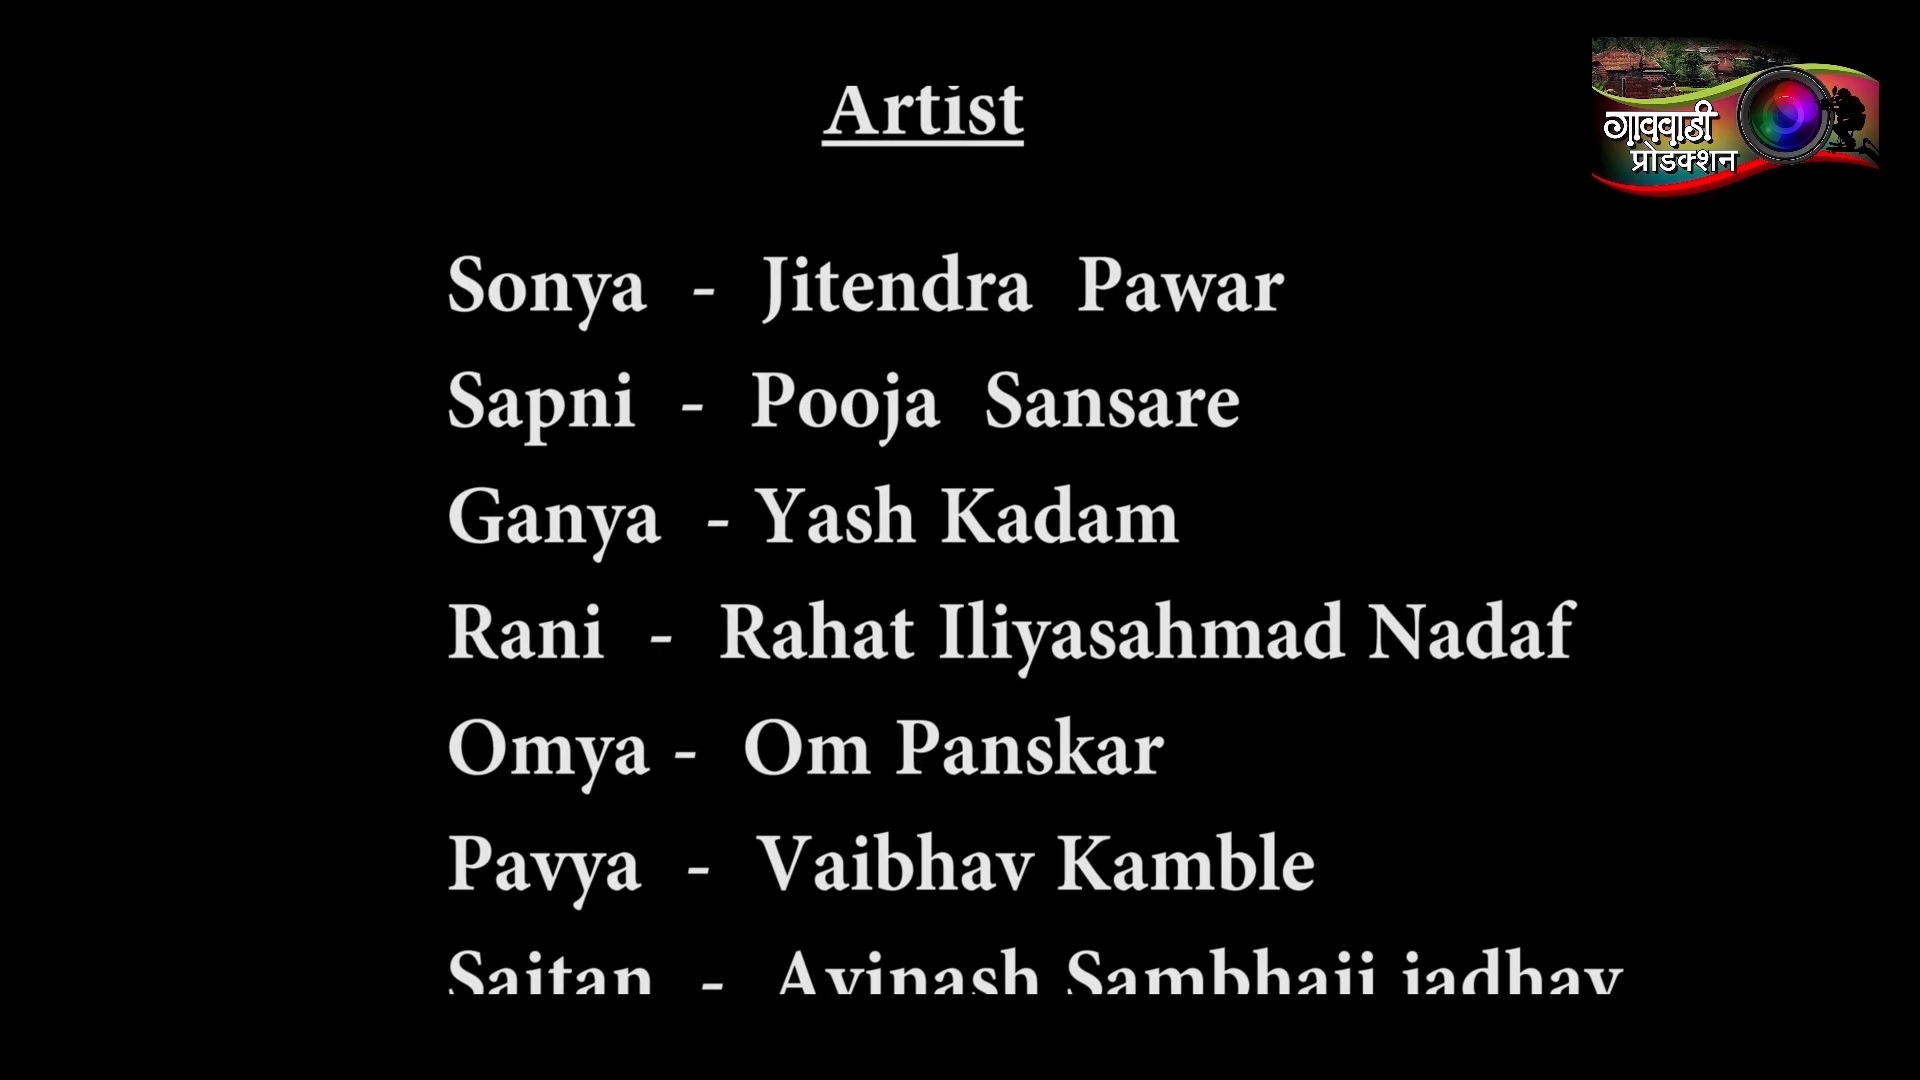 Artist
गाववाडी
प्रोडक्शन
Sonya - Jitendra Pawar
Sapni - Pooja Sansare
Ganya - Yash Kadam
Rani - Rahat Iliyasahmad Nadaf
Omya - Om Panskar
Pavya - Vaibhav Kamble
Saitan - Avinash Sambhaji jadhav